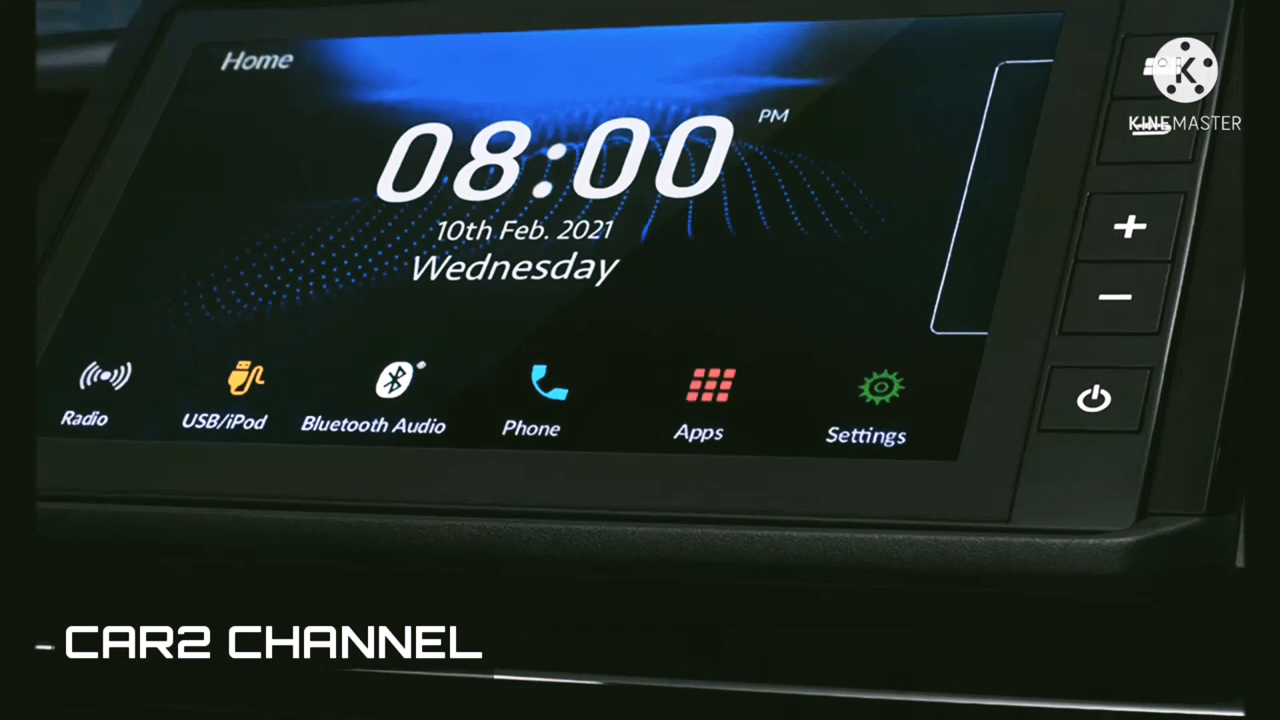 Home
08:00 PM
10th Feb. 2021
Wednesday
Radio
USB/iPod
Bluetooth Audio
Phone
Apps
Settings
K
KINEMASTER
CAR2 CHANNEL